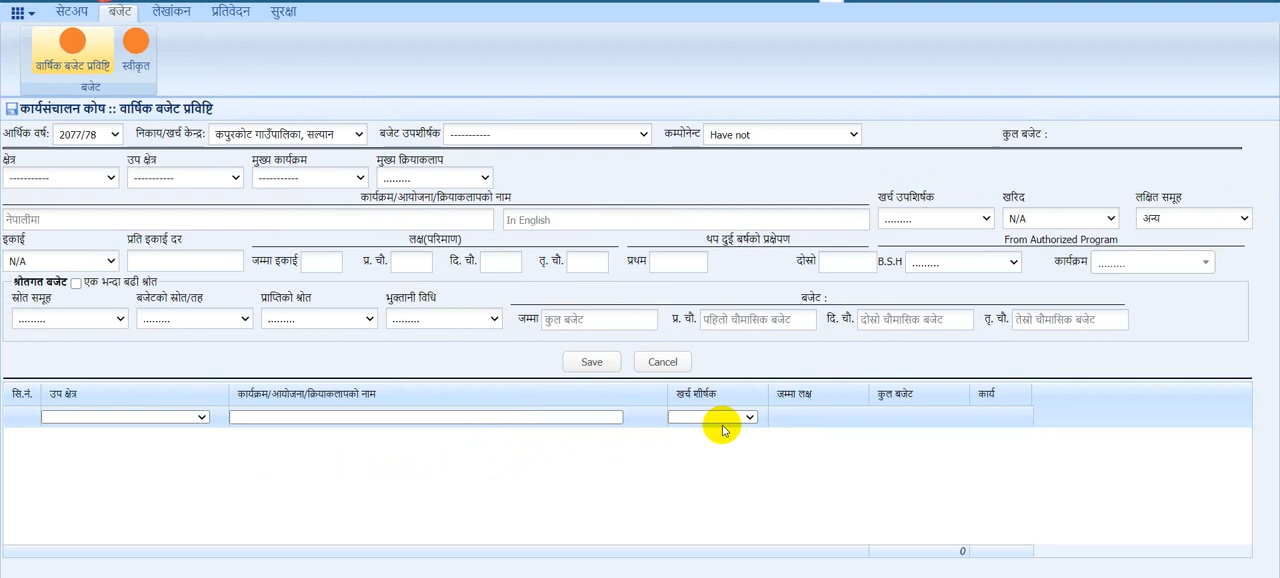 सेटअप बजेट लेखांकन प्रतिवेदन सुरक्षा
वार्षिक बजेट प्रविष्टि स्वीकृत
बजेट
कार्यसंचालन कोष :: वार्षिक बजेट प्रविष्टि
आर्थिक वर्ष: 2077/78 निकाय/खर्च केन्द्र: कपुरकोट गाउँपालिका, सल्यान बजेट उपशीर्षक ----------- कम्पोनेन्ट Have not कुल बजेट :
क्षेत्र उप क्षेत्र मुख्य कार्यक्रम मुख्य क्रियाकलाप
----------- ----------- ----------- .........
कार्यक्रम/आयोजना/क्रियाकलापको नाम खर्च उपशिर्षक खरिद लक्षित समूह
नेपालीमा In English ......... N/A अन्य
इकाई प्रति इकाई दर लक्ष(परिमाण) थप दुई बर्षको प्रक्षेपण From Authorized Program
N/A जम्मा इकाई प्र. चौ. दि. चौ. तृ. चौ. प्रथम दोस्रो B.S.H ......... कार्यक्रम .........
श्रोतगत बजेट एक भन्दा बढी श्रोत
स्रोत समूह बजेटको स्रोत/तह प्राप्तिको श्रोत भुक्तानी विधि बजेट :
......... ......... ......... ......... जम्मा कुल बजेट प्र. चौ. पहिलो चौमासिक बजेट दि. चौ. दोस्रो चौमासिक बजेट तृ. चौ. तेस्रो चौमासिक बजेट
Save Cancel
सि.नं. उप क्षेत्र कार्यक्रम/आयोजना/क्रियाकलापको नाम खर्च शीर्षक जम्मा लक्ष कुल बजेट कार्य
0